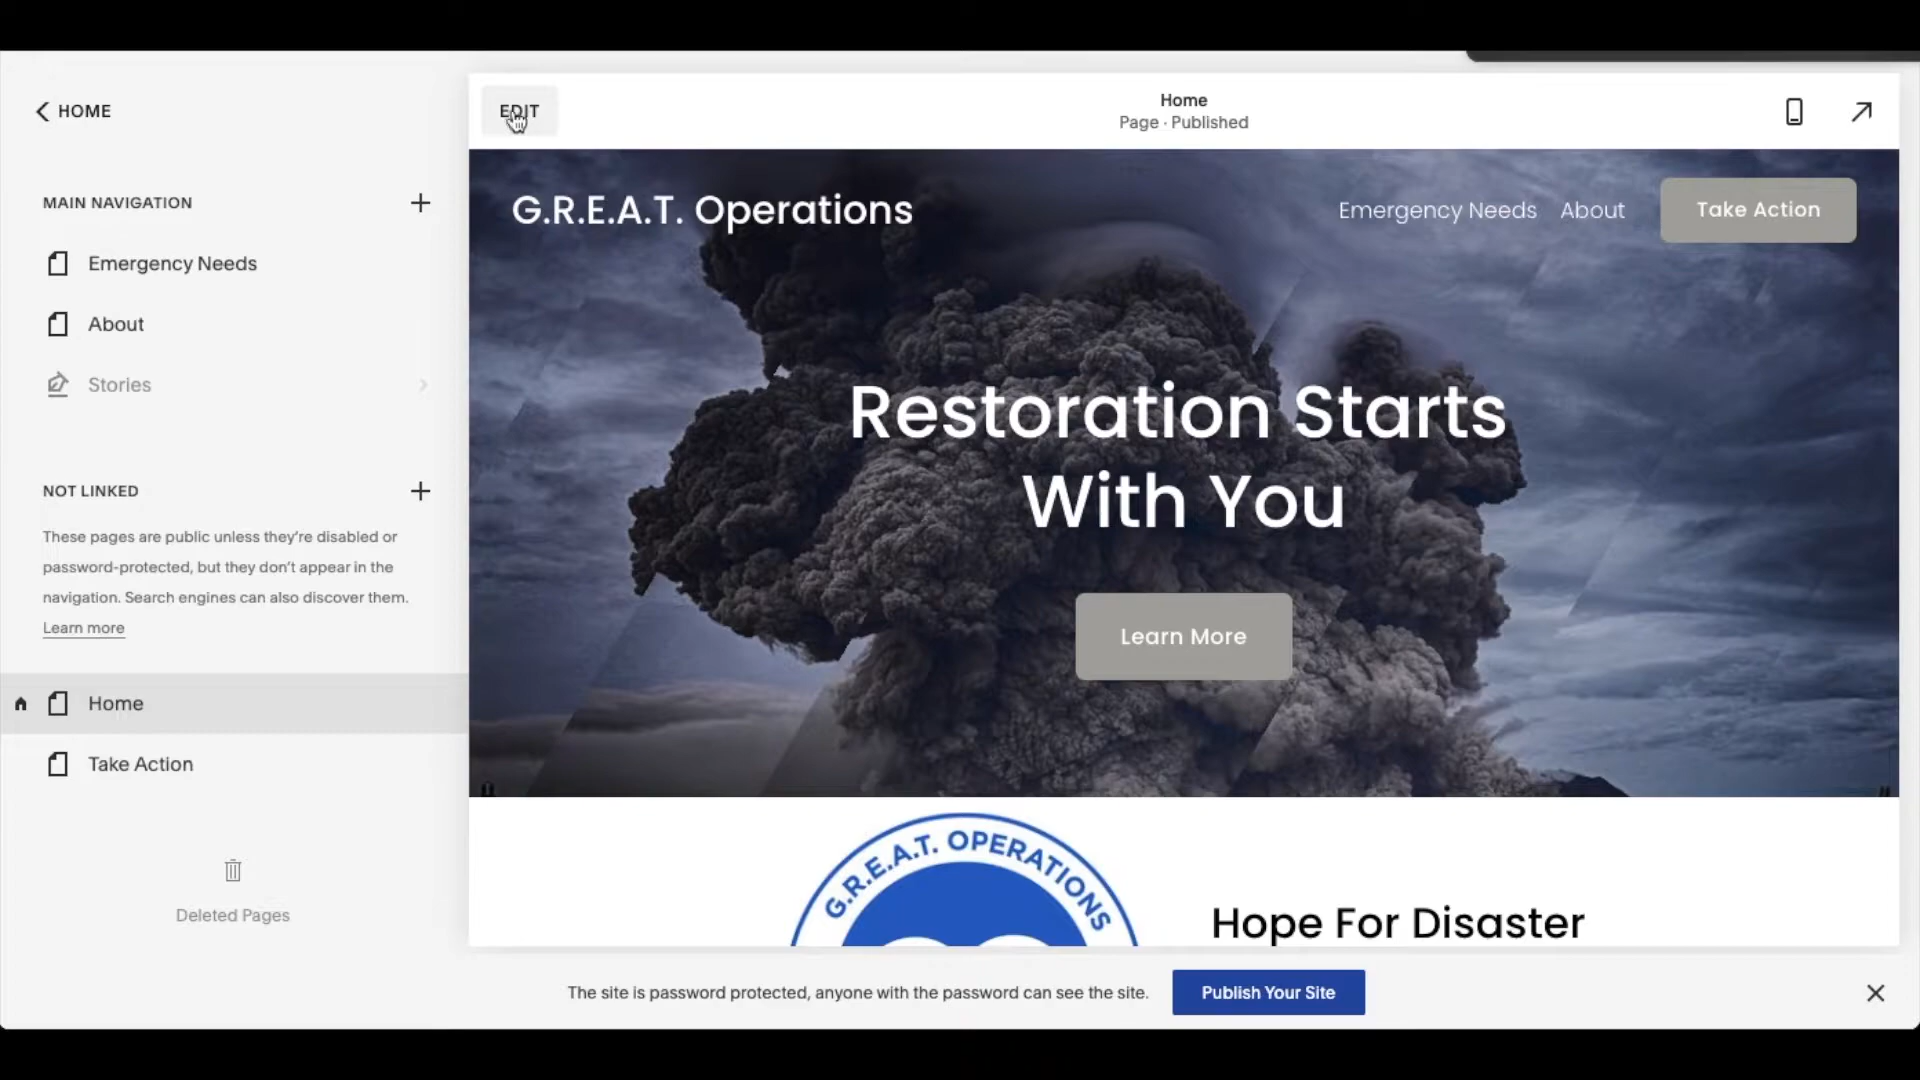 HOME
MAIN NAVIGATION
Emergency Needs
About
Stories
NOT LINKED
These pages are public unless they're disabled or
password-protected, but they don't appear in the
navigation. Search engines can also discover them.
Learn more
Home
Take Action
Deleted Pages
EDIT
Home
Page · Published
G.R.E.A.T. Operations
Emergency Needs About Take Action
Restoration Starts
With You
Learn More
G.R.E.A.T. OPERATIONS
Hope For Disaster
The site is password protected, anyone with the password can see the site.
Publish Your Site